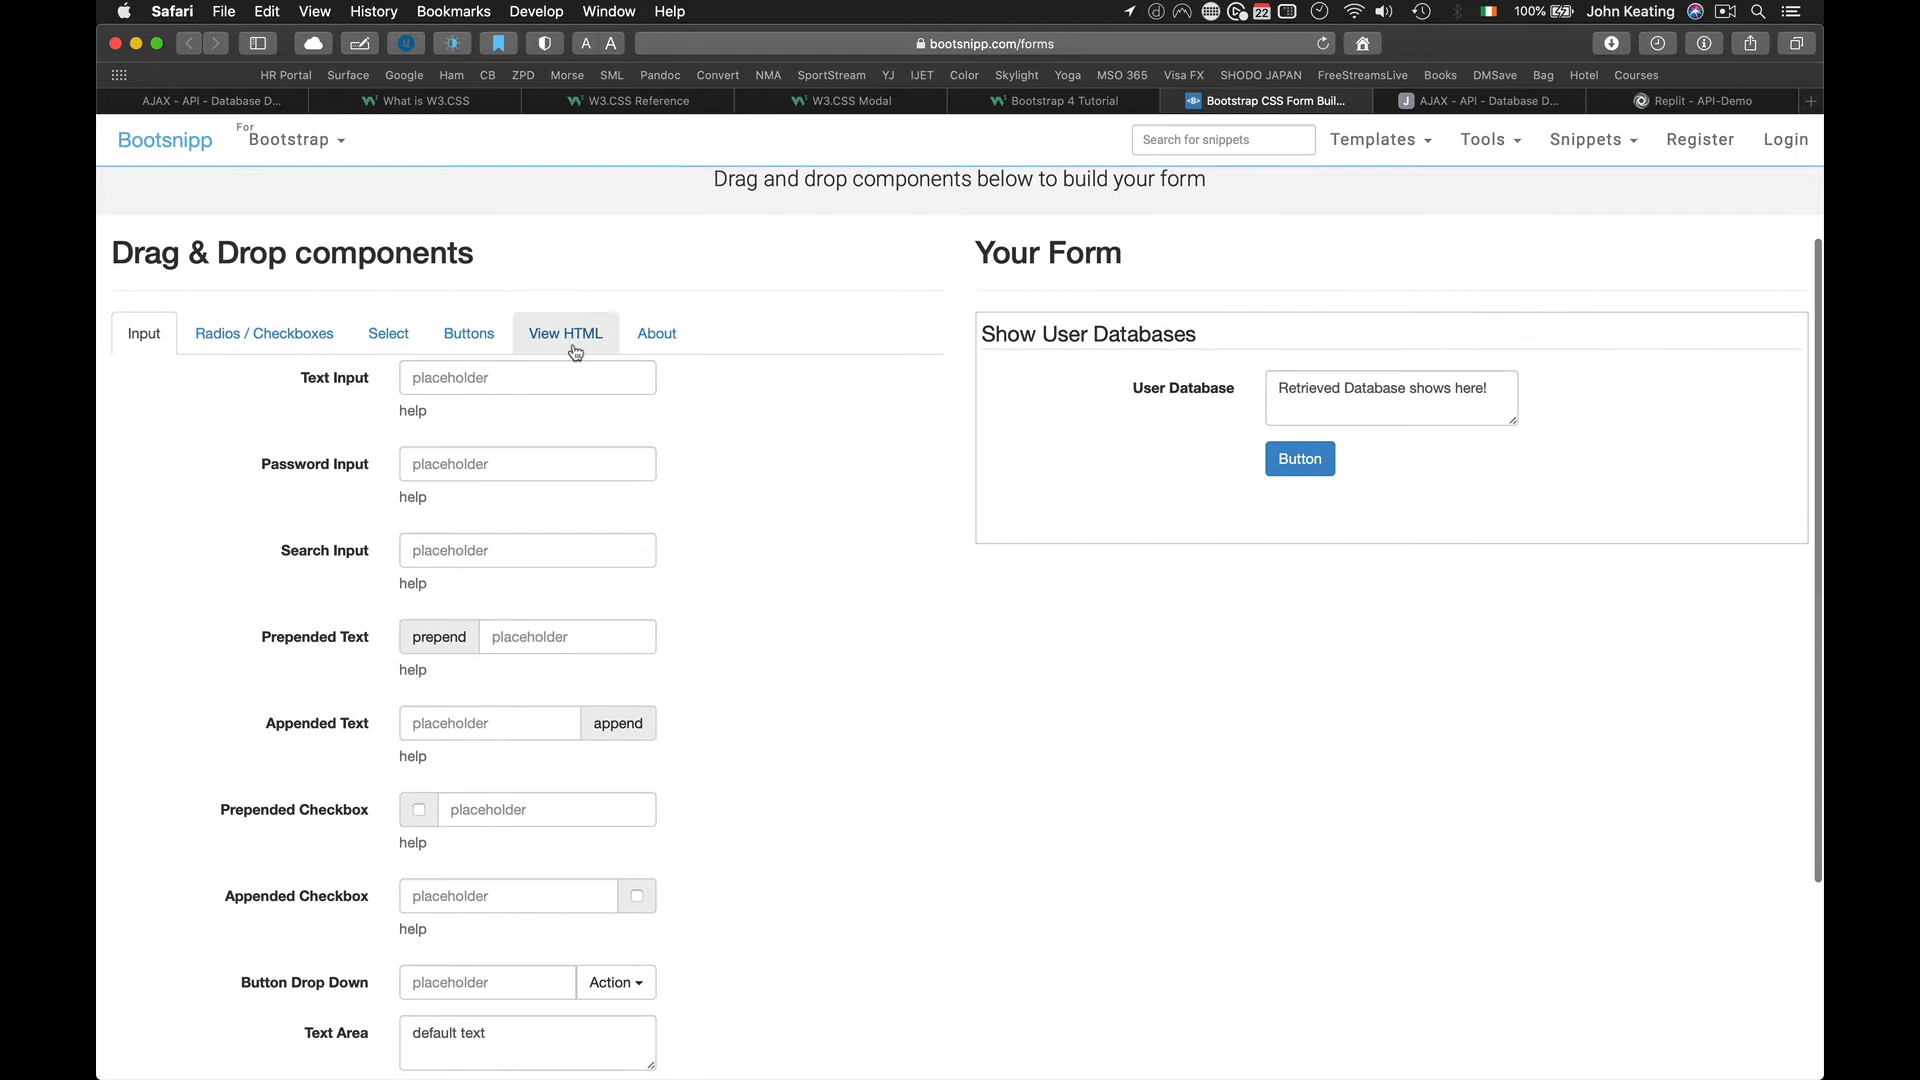 Safari File Edit View History Bookmarks Develop Window Help 22 100% John Keating
A A bootsnipp.com/forms
HR Portal Surface Google Ham CB ZPD Morse SML Pandoc Convert NMA SportStream YJ IJET Color Skylight Yoga MSO 365 Visa FX SHODO JAPAN FreeStreamsLive Books DMSave Bag Hotel Courses
AJAX - API - Database D... What is W3.CSS W3.CSS Reference W3.CSS Modal Bootstrap 4 Tutorial Bootstrap CSS Form Buil... J AJAX - API - Database D... Replit - API-Demo
Bootsnipp For Bootstrap Search for snippets Templates Tools Snippets Register Login
Drag and drop components below to build your form
Drag & Drop components
Input Radios / Checkboxes Select Buttons View HTML About
Text Input placeholder
help
Password Input placeholder
help
Search Input placeholder
help
Prepended Text prepend placeholder
help
Appended Text placeholder append
help
Prepended Checkbox placeholder
help
Appended Checkbox placeholder
help
Button Drop Down placeholder Action
Text Area default text
Your Form
Show User Databases
User Database Retrieved Database shows here!
Button